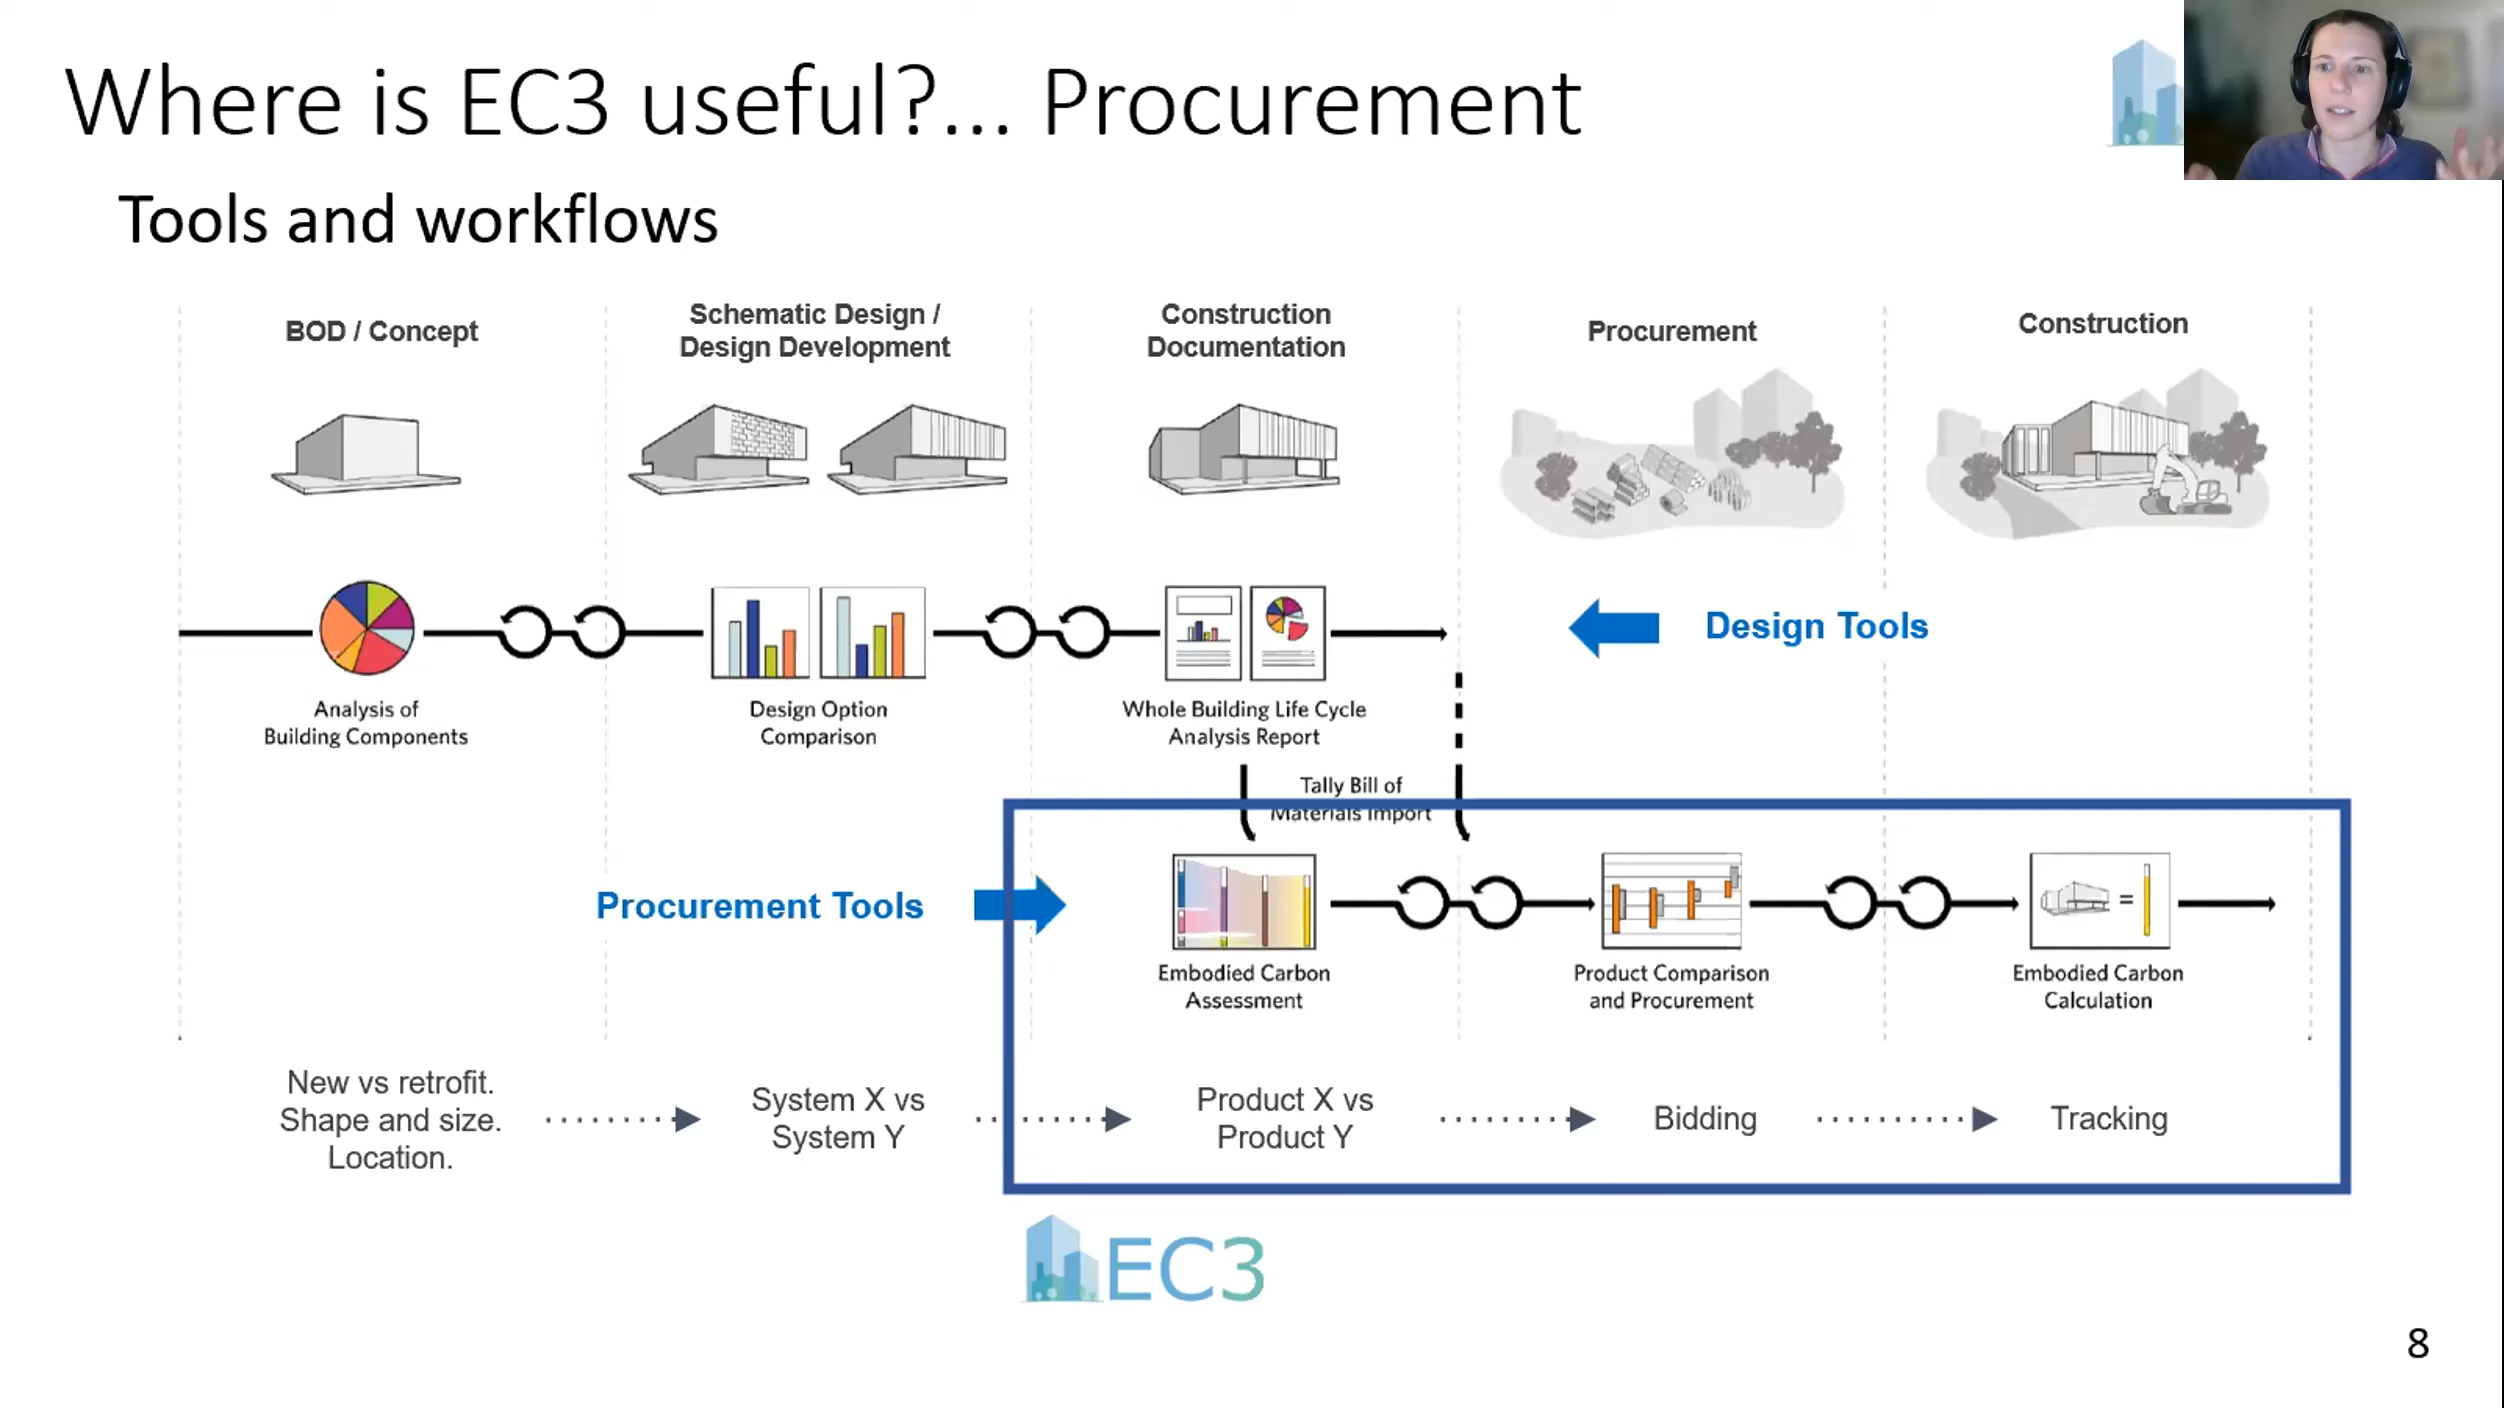 Where is EC3 useful?... Procurement
Tools and workflows
BOD / Concept
Schematic Design /
Design Development
Construction
Documentation
Procurement
Construction
Design Tools
Analysis of
Building Components
Design Option
Comparison
Whole Building Life Cycle
Analysis Report
Tally Bill of
Materials Import
Procurement Tools
=
Embodied Carbon
Assessment
Product Comparison
and Procurement
Embodied Carbon
Calculation
New vs retrofit.
Shape and size.
Location.
System X vs
System Y
Product X vs
Product Y
Bidding
Tracking
EC3
8